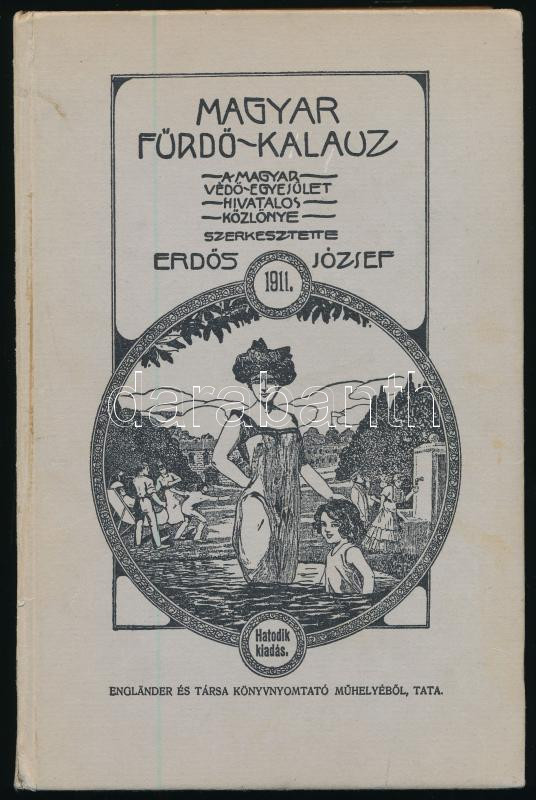 MAGYAR
FÜRDŐ-KALAUZ
A MAGYAR
VÉDŐ-EGYESÜLET
HIVATALOS
KÖZLÖNYE
SZERKESZTETTE
ERDŐS JÓZSEF
1911.
darabanth
Hatodik
kiadás.
ENGLÄNDER ÉS TÁRSA KÖNYVNYOMTATÓ MŰHELYÉBŐL, TATA.